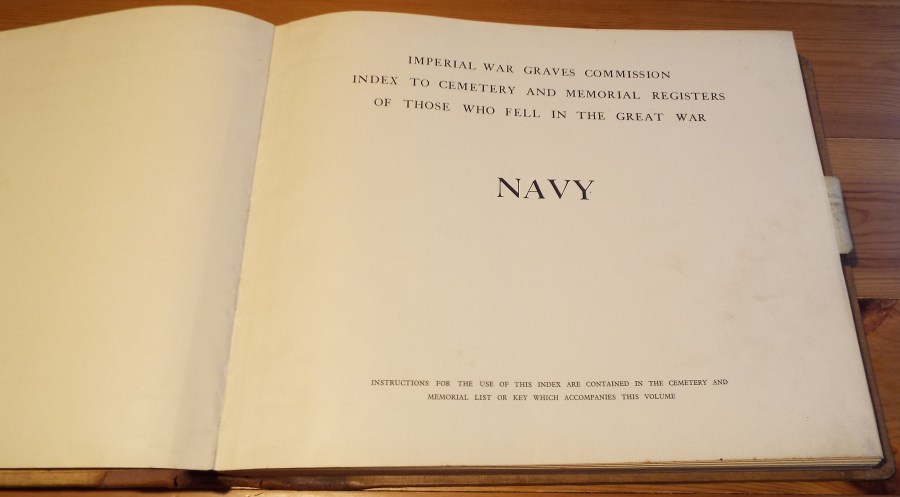 IMPERIAL WAR GRAVES COMMISSION
INDEX TO CEMETERY AND MEMORIAL REGISTERS
OF THOSE WHO FELL IN THE GREAT WAR
NAVY
INSTRUCTIONS FOR THE USE OF THIS INDEX ARE CONTAINED IN THE CEMETERY AND
MEMORIAL LIST OR KEY WHICH ACCOMPANIES THIS VOLUME